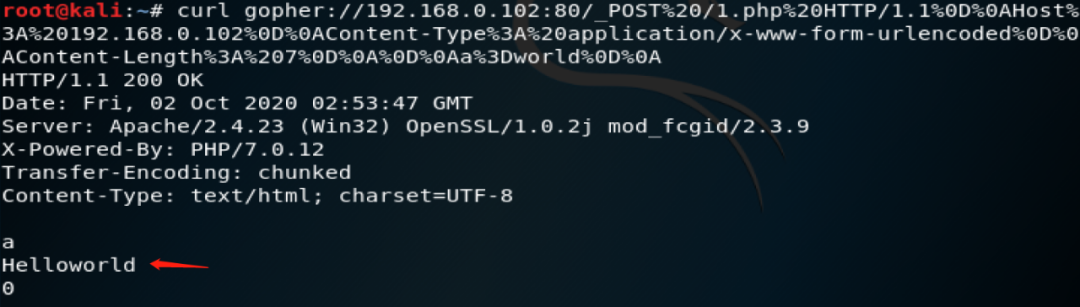 root@kali:~# curl gopher://192.168.0.102:80/_POST%20/1.php%20HTTP/1.1%0D%0AHost%
3A%20192.168.0.102%0D%0AContent-Type%3A%20application/x-www-form-urlencoded%0D%0
AContent-Length%3A%207%0D%0A%0D%0Aa%3Dworld%0D%0A
HTTP/1.1 200 OK
Date: Fri, 02 Oct 2020 02:53:47 GMT
Server: Apache/2.4.23 (Win32) OpenSSL/1.0.2j mod_fcgid/2.3.9
X-Powered-By: PHP/7.0.12
Transfer-Encoding: chunked
Content-Type: text/html; charset=UTF-8

a
Helloworld
0